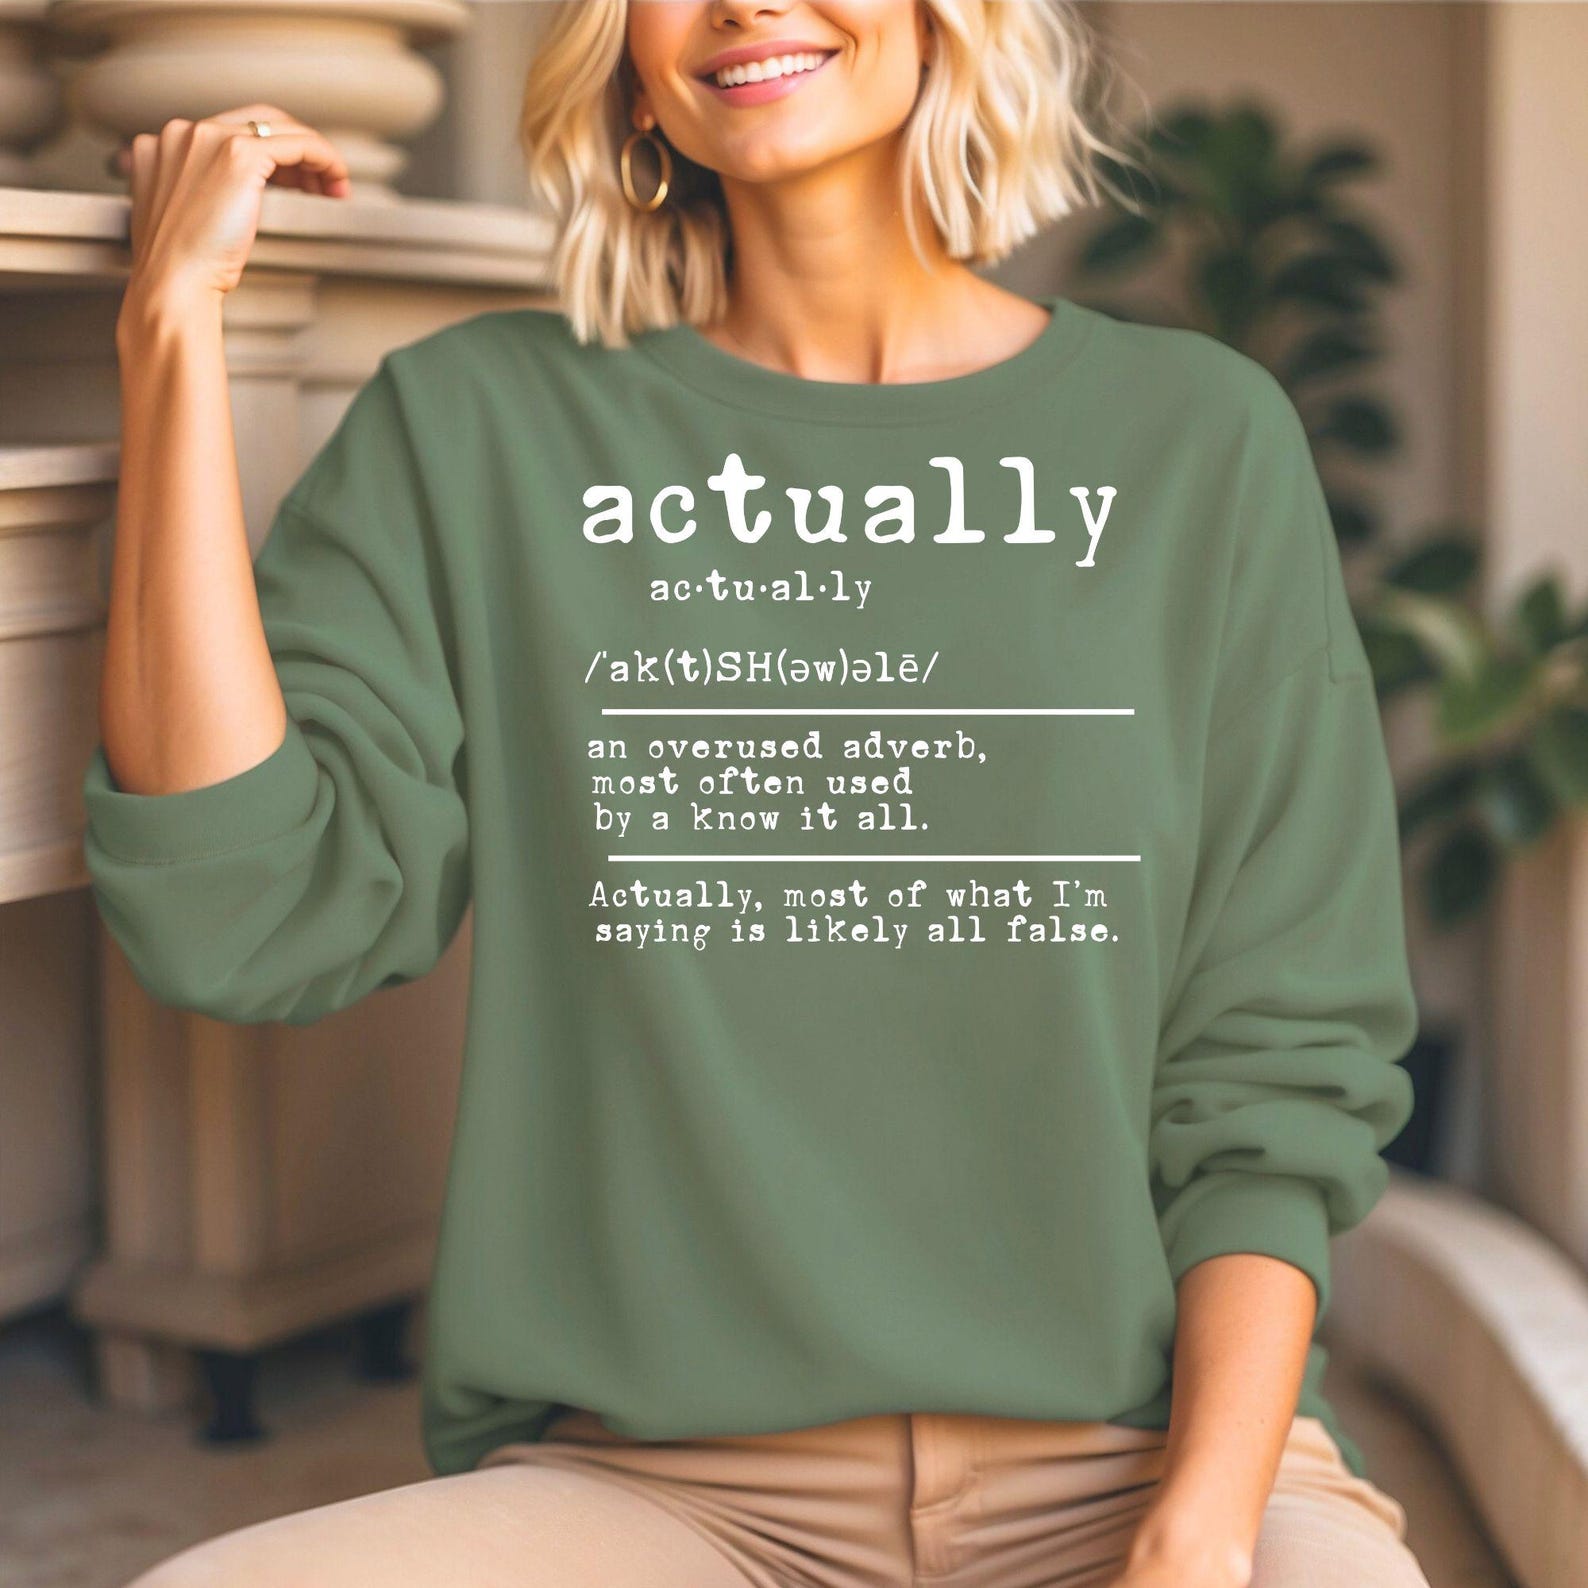 actually
ac·tu·al·ly
/ˈak(t)SH(əw)əlē/
an overused adverb,
most often used
by a know it all.
Actually, most of what I'm
saying is likely all false.